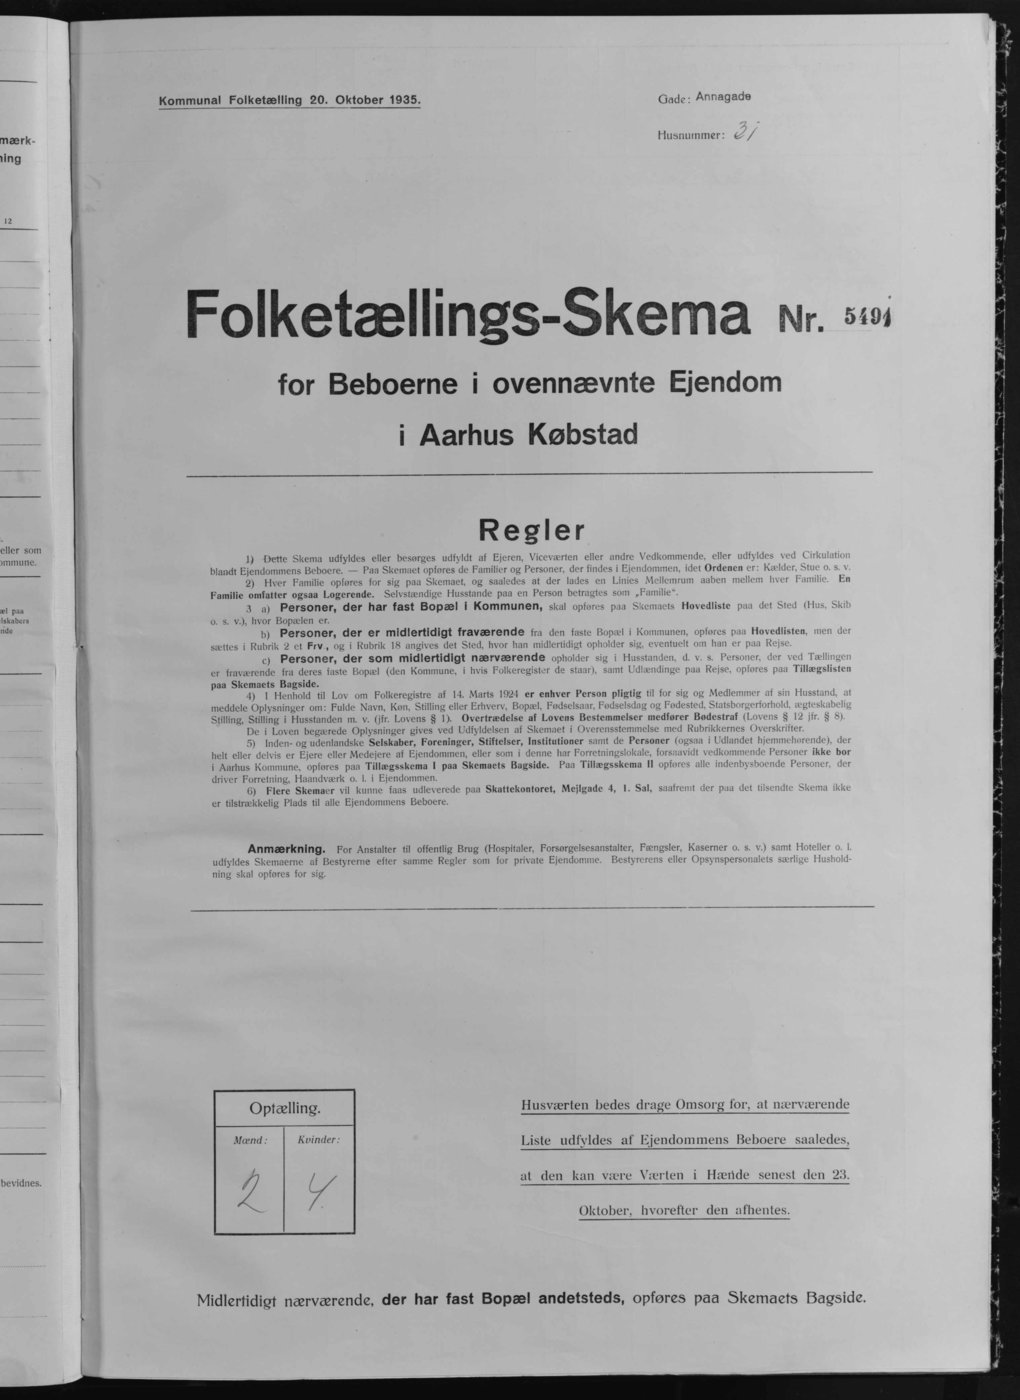 mærk-
ning
12
eller som
ommune.
æl paa
lskabers
nde
bevidnes.
Kommunal Folketælling 20. Oktober 1935.
Gade: Annagade
Husnummer: 31
Folketællings-Skema Nr. 5494
for Beboerne i ovennævnte Ejendom
i Aarhus Købstad
Regler
1) Dette Skema udfyldes eller besørges udfyldt af Ejeren, Viceværten eller andre Vedkommende, eller udfyldes ved Cirkulation
blandt Ejendommens Beboere. — Paa Skemaet opføres de Familier og Personer, der findes i Ejendommen, idet Ordenen er: Kælder, Stue o. s. v.
2) Hver Familie opføres for sig paa Skemaet, og saaledes at der lades en Linies Mellemrum aaben mellem hver Familie. En
Familie omfatter ogsaa Logerende. Selvstændige Husstande paa en Person betragtes som „Familie“.
3 a) Personer, der har fast Bopæl i Kommunen, skal opføres paa Skemaets Hovedliste paa det Sted (Hus, Skib
o. s. v.), hvor Bopælen er.
b) Personer, der er midlertidigt fraværende fra den faste Bopæl i Kommunen, opføres paa Hovedlisten, men der
sættes i Rubrik 2 et Frv., og i Rubrik 18 angives det Sted, hvor han midlertidigt opholder sig, eventuelt om han er paa Rejse.
c) Personer, der som midlertidigt nærværende opholder sig i Husstanden, d. v. s. Personer, der ved Tællingen
er fraværende fra deres faste Bopæl (den Kommune, i hvis Folkeregister de staar), samt Udlændinge paa Rejse, opføres paa Tillægslisten
paa Skemaets Bagside.
4) I Henhold til Lov om Folkeregistre af 14. Marts 1924 er enhver Person pligtig til for sig og Medlemmer af sin Husstand, at
meddele Oplysninger om: Fulde Navn, Køn, Stilling eller Erhverv, Bopæl, Fødselsaar, Fødselsdag og Fødested, Statsborgerforhold, ægteskabelig
Stilling, Stilling i Husstanden m. v. (jfr. Lovens § 1). Overtrædelse af Lovens Bestemmelser medfører Bødestraf (Lovens § 12 jfr. § 8).
De i Loven begærede Oplysninger gives ved Udfyldelsen af Skemaet i Overensstemmelse med Rubrikkernes Overskrifter.
5) Inden- og udenlandske Selskaber, Foreninger, Stiftelser, Institutioner samt de Personer (ogsaa i Udlandet hjemmehørende), der
helt eller delvis er Ejere eller Medejere af Ejendommen, eller som i denne har Forretningslokale, forsaavidt vedkommende Personer ikke bor
i Aarhus Kommune, opføres paa Tillægsskema I paa Skemaets Bagside. Paa Tillægsskema II opføres alle indenbysboende Personer, der
driver Forretning, Haandværk o. l. i Ejendommen.
6) Flere Skemaer vil kunne faas udleverede paa Skattekontoret, Mejlgade 4, 1. Sal, saafremt der paa det tilsendte Skema ikke
er tilstrækkelig Plads til alle Ejendommens Beboere.
Anmærkning. For Anstalter til offentlig Brug (Hospitaler, Forsørgelsesanstalter, Fængsler, Kaserner o. s. v.) samt Hoteller o. l.
udfyldes Skemaerne af Bestyrerne efter samme Regler som for private Ejendomme. Bestyrerens eller Opsynspersonalets særlige Hushold-
ning skal opføres for sig.
Optælling.
Mænd: Kvinder:
2 4
Husværten bedes drage Omsorg for, at nærværende
Liste udfyldes af Ejendommens Beboere saaledes,
at den kan være Værten i Hænde senest den 23.
Oktober, hvorefter den afhentes.
Midlertidigt nærværende, der har fast Bopæl andetsteds, opføres paa Skemaets Bagside.